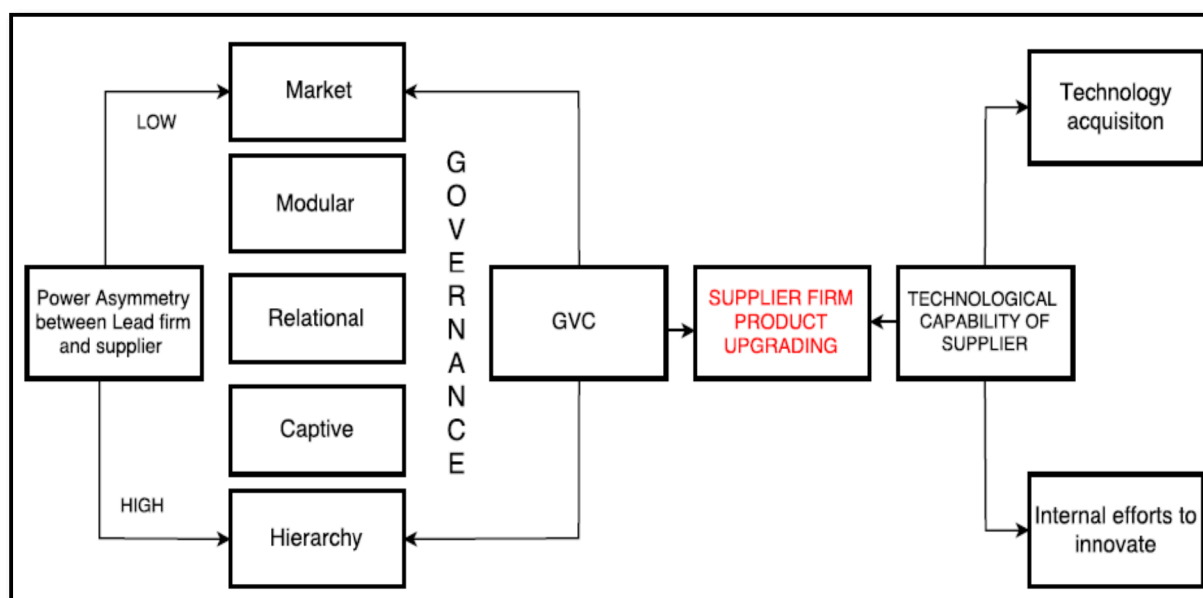 Power Asymmetry
between Lead firm
and supplier
LOW
HIGH
Market
Modular
Relational
Captive
Hierarchy
G
O
V
E
R
N
A
N
C
E
GVC
SUPPLIER FIRM
PRODUCT
UPGRADING
TECHNOLOGICAL
CAPABILITY OF
SUPPLIER
Technology
acquisiton
Internal efforts to
innovate